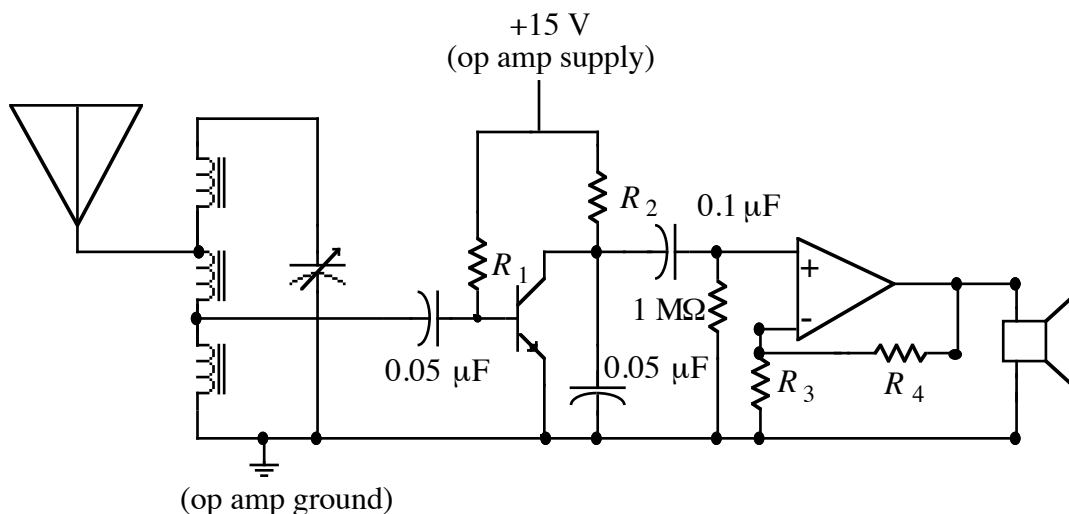 +15 V
(op amp supply)
R1
R2
0.1 µF
0.05 µF
1 MΩ
0.05 µF
+
-
R3
R4
(op amp ground)